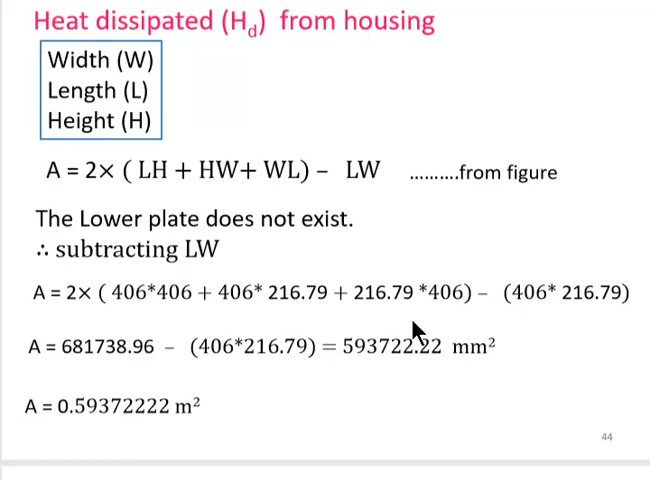 Heat dissipated (Hd) from housing
Width (W)
Length (L)
Height (H)
A = 2× ( LH + HW+ WL) – LW ..........from figure
The Lower plate does not exist.
∴ subtracting LW
A = 2× ( 406*406 + 406* 216.79 + 216.79 *406) – (406* 216.79)
A = 681738.96 – (406*216.79) = 593722.22 mm²
A = 0.59372222 m²
44